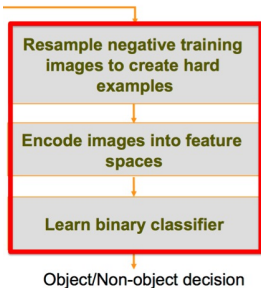 Resample negative training
images to create hard
examples
Encode images into feature
spaces
Learn binary classifier
Object/Non-object decision